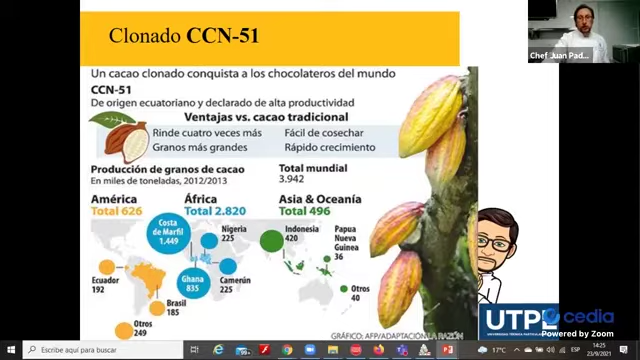 Clonado CCN-51
Un cacao clonado conquista a los chocolateros del mundo
CCN-51
De origen ecuatoriano y declarado de alta productividad
Ventajas vs. cacao tradicional
Rinde cuatro veces más
Fácil de cosechar
Granos más grandes
Rápido crecimiento
Producción de granos de cacao
En miles de toneladas, 2012/2013
Total mundial
3.942
América
Total 626
África
Total 2.820
Asia & Oceanía
Total 496
Costa
de Marfil
1.449
Nigeria
225
Indonesia
420
Papua
Nueva
Guinea
36
Ecuador
192
Ghana
835
Camerún
225
Brasil
185
Otros
40
Otros
249
GRÁFICO: AFP/ADAPTACIÓN LA RAZÓN
Chef Juan Pad...
UTPL
cedia
Powered by Zoom
Escribe aquí para buscar
99+
17°C
ESP
14:25
23/9/2021